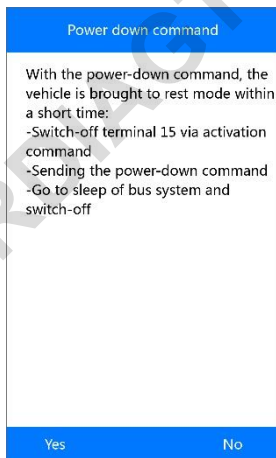 Power down command
With the power-down command, the
vehicle is brought to rest mode within
a short time:
-Switch-off terminal 15 via activation
command
-Sending the power-down command
-Go to sleep of bus system and
switch-off
Yes No